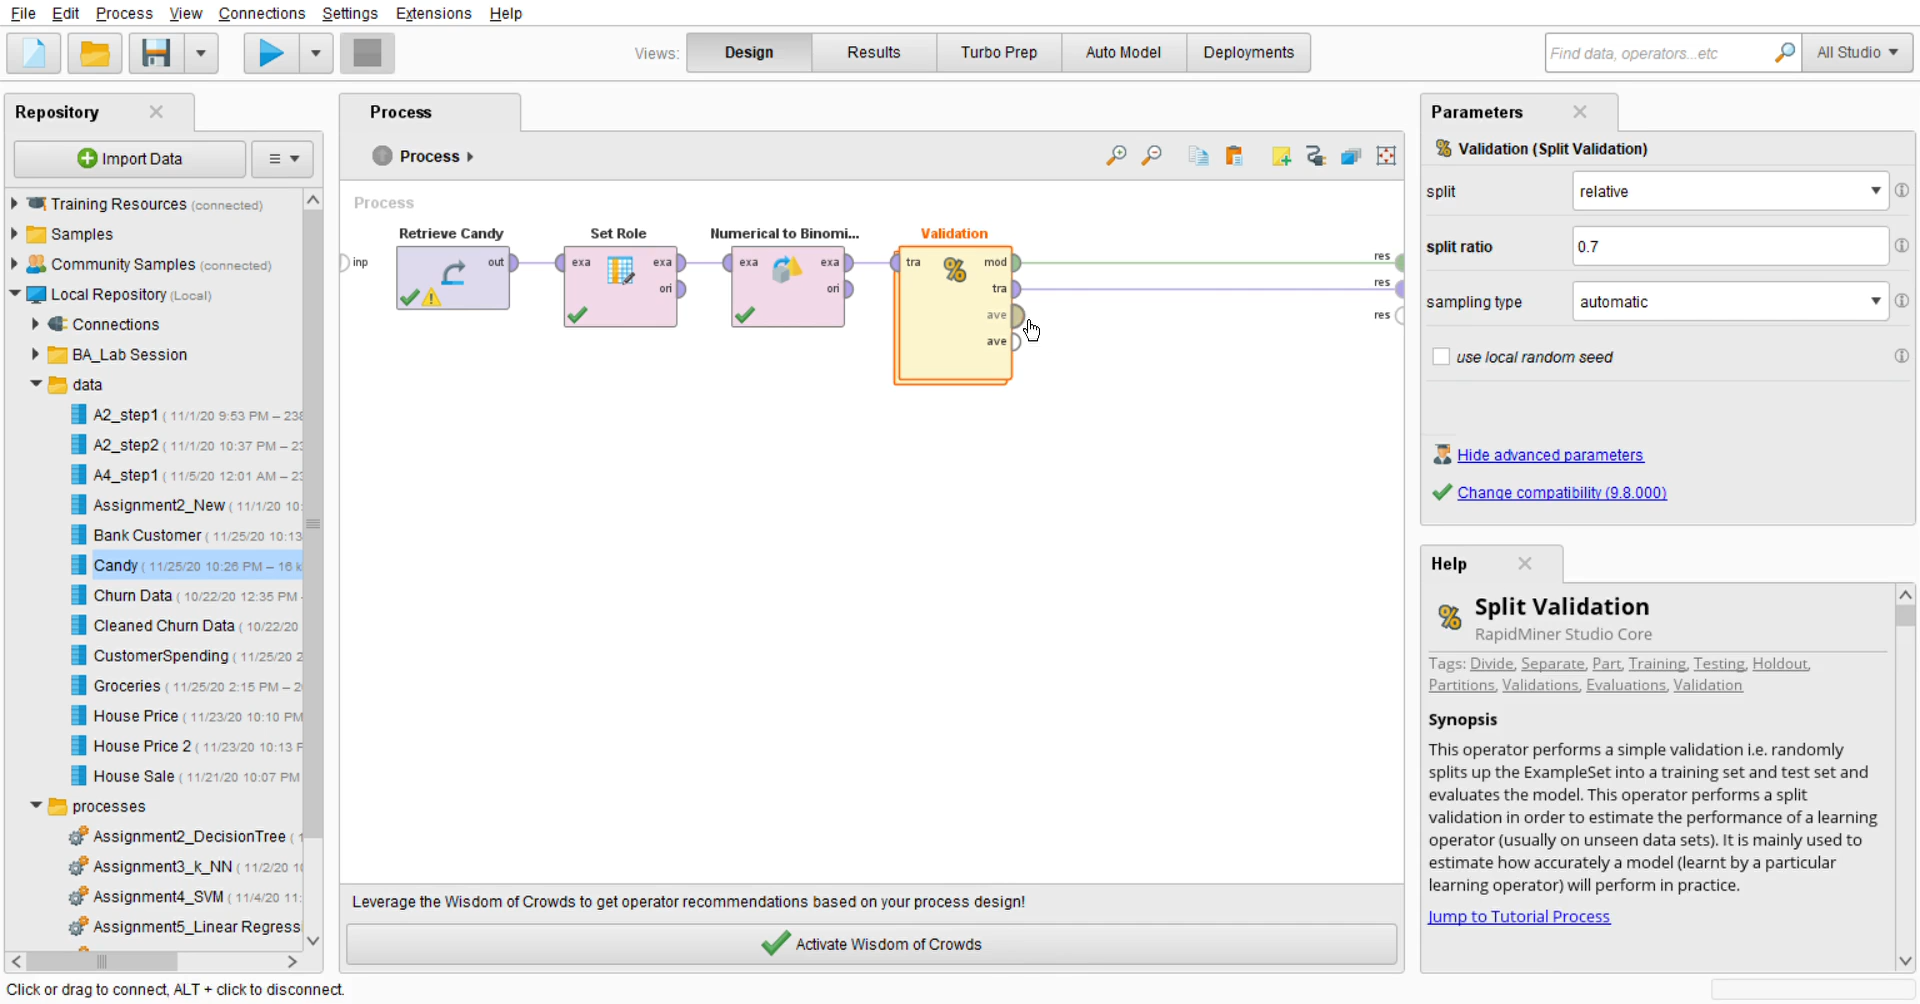 File Edit Process View Connections Settings Extensions Help
Views: Design Results Turbo Prep Auto Model Deployments
Find data, operators...etc
All Studio
Repository
Import Data
Training Resources (connected)
Samples
Community Samples (connected)
Local Repository (Local)
Connections
BA_Lab Session
data
A2_step1 ( 11/1/20 9:53 PM – 238
A2_step2 ( 11/1/20 10:37 PM – 23
A4_step1 ( 11/5/20 12:01 AM – 23
Assignment2_New ( 11/1/20 10:
Bank Customer ( 11/25/20 10:13
Candy ( 11/25/20 10:26 PM – 16 k
Churn Data ( 10/22/20 12:35 PM -
Cleaned Churn Data ( 10/22/20
CustomerSpending ( 11/25/20 2
Groceries ( 11/25/20 2:15 PM – 2
House Price ( 11/23/20 10:10 PM
House Price 2 ( 11/23/20 10:13 P
House Sale ( 11/21/20 10:07 PM
processes
Assignment2_DecisionTree ( 1
Assignment3_k_NN ( 11/2/20 10
Assignment4_SVM ( 11/4/20 11:
Assignment5_Linear Regress
Click or drag to connect, ALT + click to disconnect.
Process
Process
Process
inp
Retrieve Candy
out
Set Role
exa exa
ori
Numerical to Binomi...
exa exa
ori
Validation
tra mod
tra
ave
ave
res
res
res
Leverage the Wisdom of Crowds to get operator recommendations based on your process design!
Activate Wisdom of Crowds
Parameters
Validation (Split Validation)
split relative
split ratio 0.7
sampling type automatic
use local random seed
Hide advanced parameters
Change compatibility (9.8.000)
Help
Split Validation
RapidMiner Studio Core
Tags: Divide, Separate, Part, Training, Testing, Holdout,
Partitions, Validations, Evaluations, Validation
Synopsis
This operator performs a simple validation i.e. randomly
splits up the ExampleSet into a training set and test set and
evaluates the model. This operator performs a split
validation in order to estimate the performance of a learning
operator (usually on unseen data sets). It is mainly used to
estimate how accurately a model (learnt by a particular
learning operator) will perform in practice.
Jump to Tutorial Process